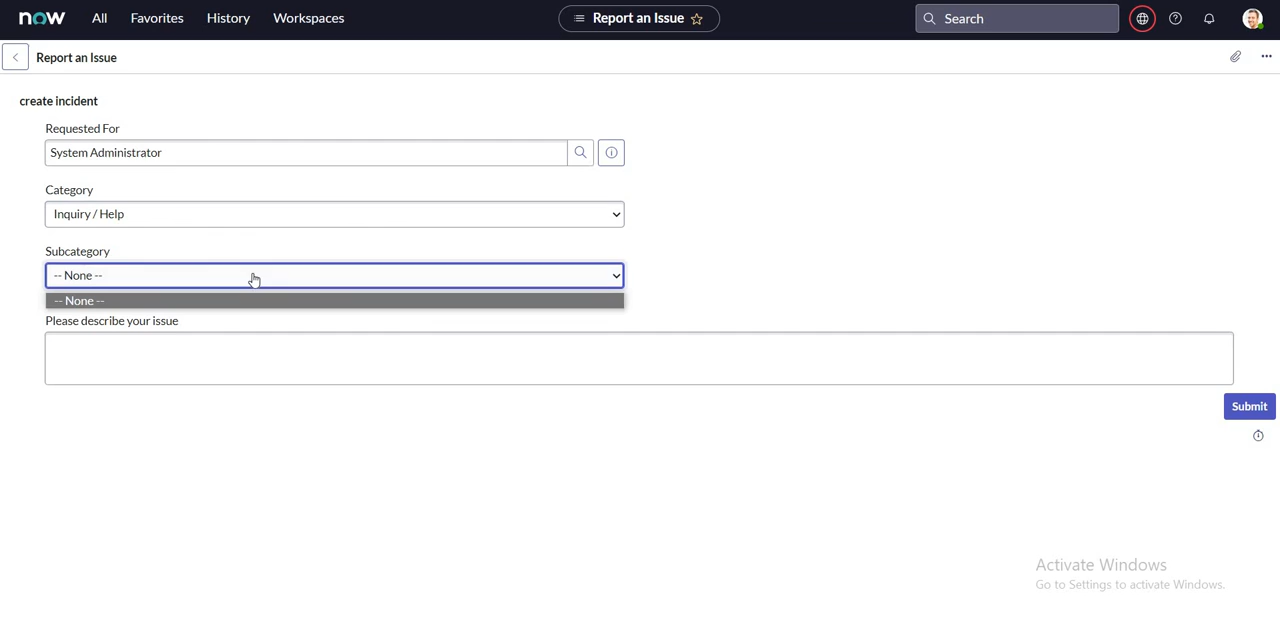 now All Favorites History Workspaces Report an Issue Search
Report an Issue
create incident
Requested For
System Administrator
Category
Inquiry / Help
Subcategory
-- None --
-- None --
Please describe your issue
Submit
Activate Windows
Go to Settings to activate Windows.